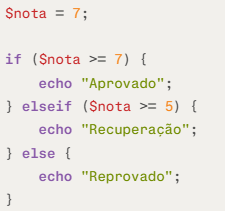 $nota = 7;

if ($nota >= 7) {
    echo "Aprovado";
} elseif ($nota >= 5) {
    echo "Recuperação";
} else {
    echo "Reprovado";
}